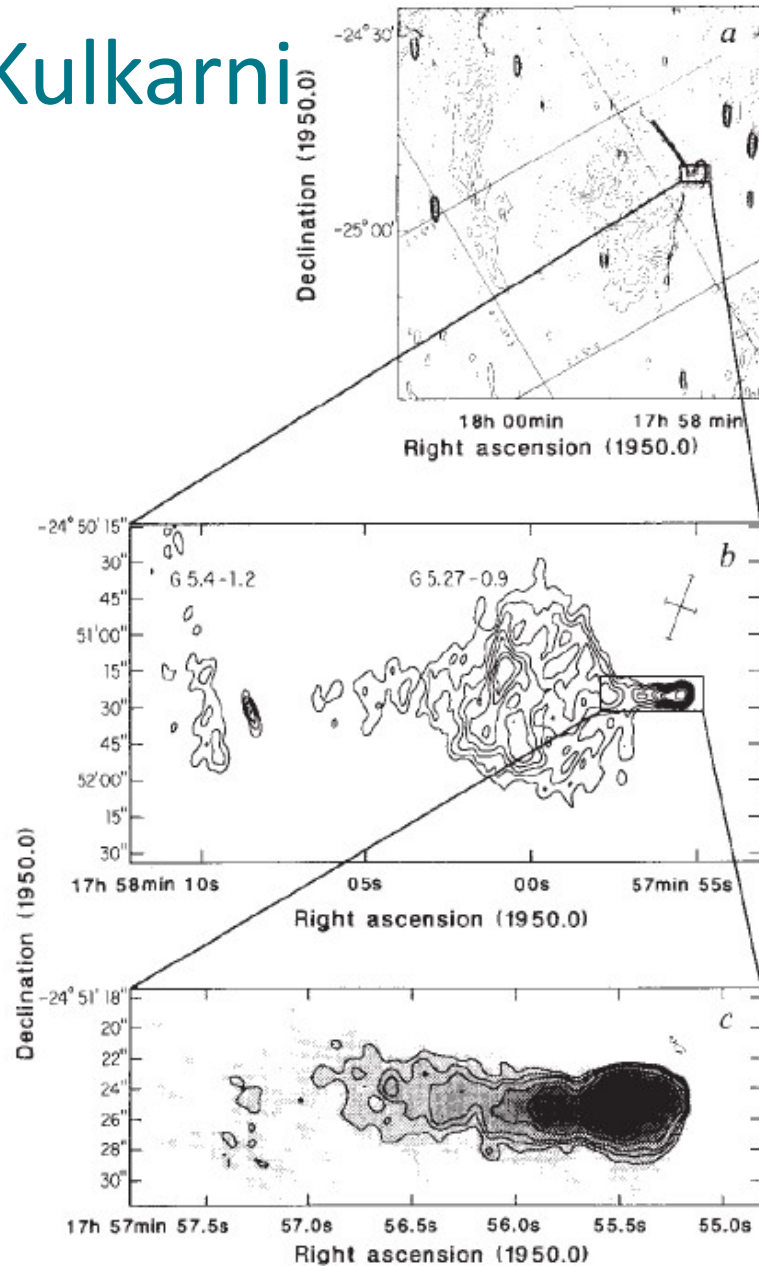 Kulkarni
a
-24° 30'
-25° 00'
Declination (1950.0)
18h 00min 17h 58 min
Right ascension (1950.0)
b
-24° 50' 15"
30"
45"
51' 00"
15"
30"
45"
52' 00"
15"
30"
G 5.4-1.2 G 5.27-0.9
17h 58min 10s 05s 00s 57min 55s
Right ascension (1950.0)
Declination (1950.0)
c
-24° 51' 18"
20"
22"
24"
26"
28"
30"
17h 57min 57.5s 57.0s 56.5s 56.0s 55.5s 55.0s
Right ascension (1950.0)